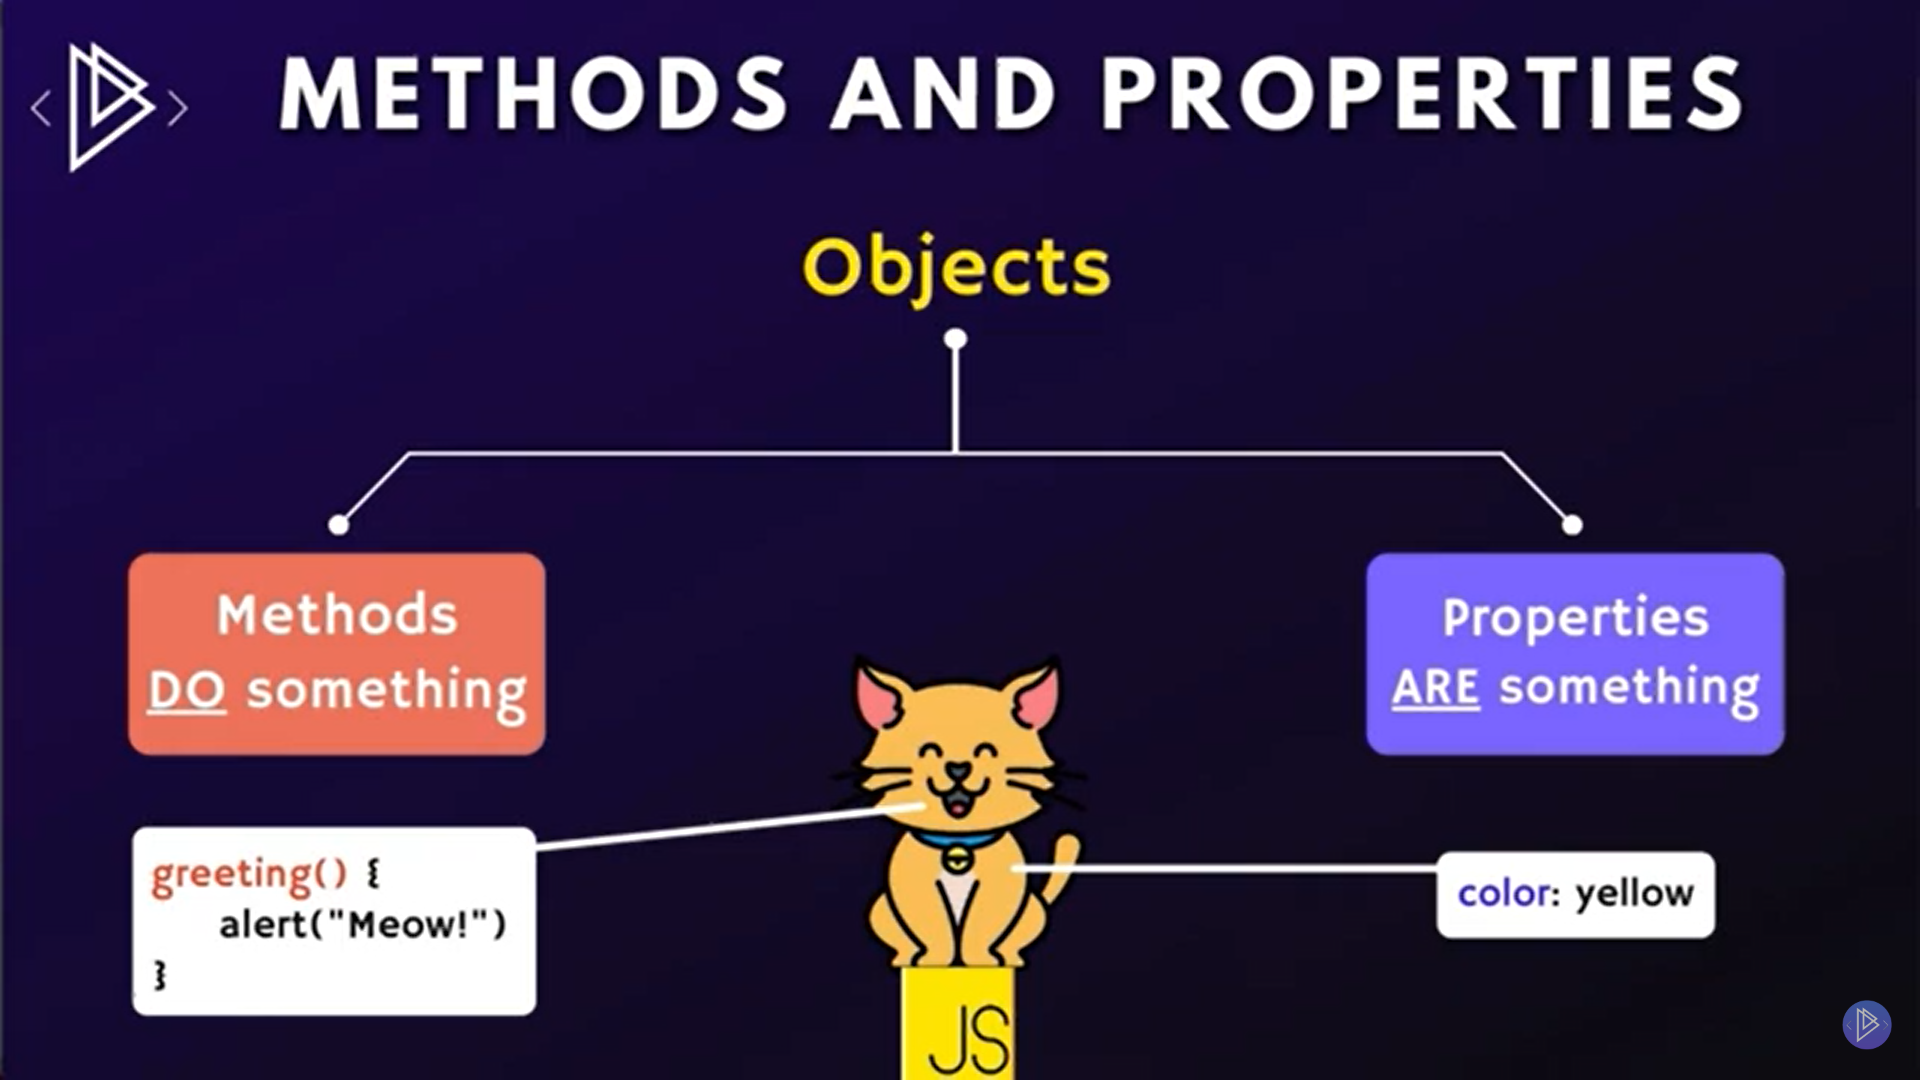 METHODS AND PROPERTIES
Objects
Methods
DO something
Properties
ARE something
greeting() {
alert("Meow!")
}
color: yellow
JS